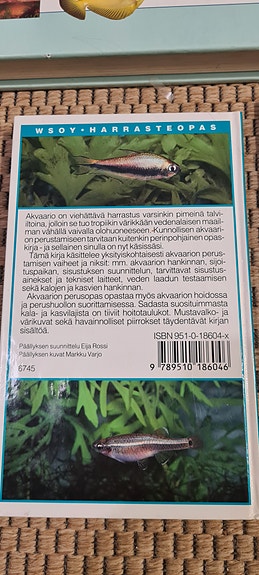 WSOY • HARRASTEOPAS
Akvaario on viehättävä harrastus varsinkin pimeinä talvi-
iltoina, jolloin se tuo tropiikin värikkään vedenalaisen maail-
man vähällä vaivalla olohuoneeseen. Kunnollisen akvaari-
on perustamiseen tarvitaan kuitenkin perinpohjainen opas-
kirja - ja sellainen sinulla on nyt käsissäsi.
Tämä kirja käsittelee yksityiskohtaisesti akvaarion perus-
tamisen vaiheet ja niksit: mm. akvaarion hankinnan, sijoi-
tuspaikan, sisustuksen suunnittelun, tarvittavat sisustus-
ainekset ja tekniset laitteet, veden laadun testaamisen
sekä kalojen ja kasvien hankinnan.
Akvaarion perusopas opastaa myös akvaarion hoidossa
ja perushuollon suorittamisessa. Sadasta suosituimmasta
kala- ja kasvilajista on tiiviit hoitotaulukot. Mustavalko- ja
värikuvat sekä havainnolliset piirrokset täydentävät kirjan
sisältöä.
ISBN 951-0-18604-x
Päällyksen suunnittelu Eija Rossi
Päällyksen kuvat Markku Varjo
6745
9 789510 186046